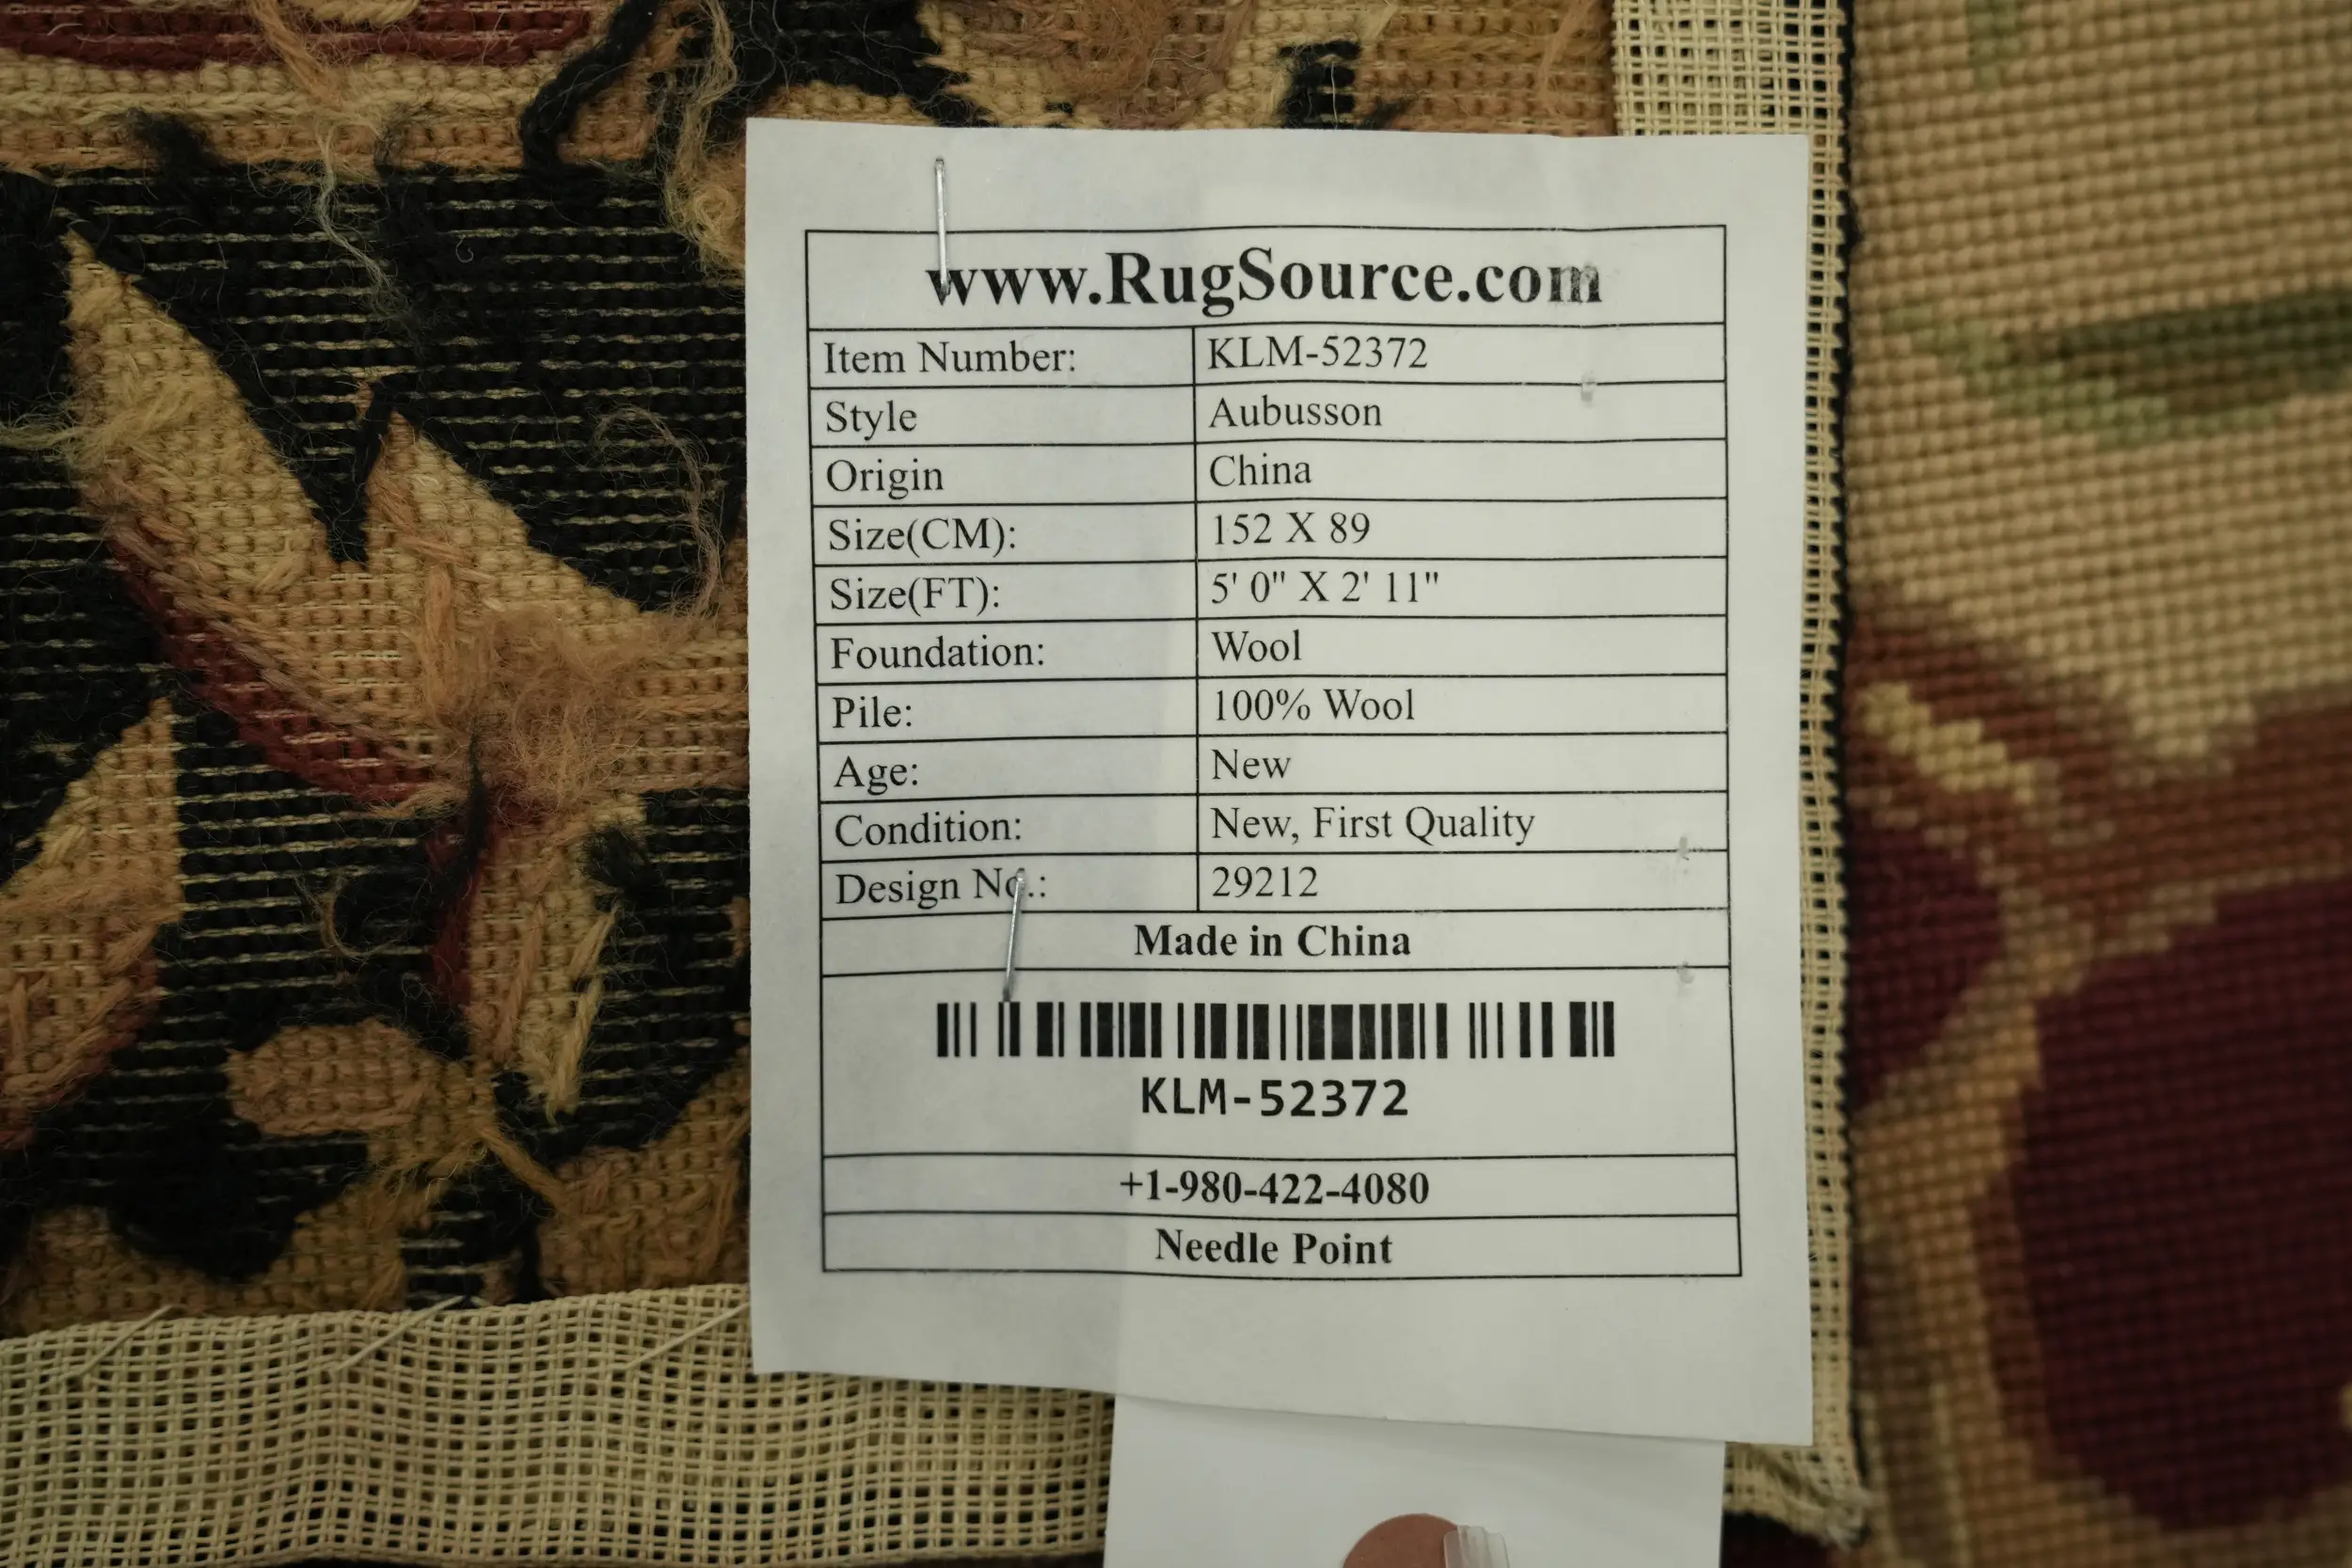 www.RugSource.com
Item Number: KLM-52372
Style Aubusson
Origin China
Size(CM): 152 X 89
Size(FT): 5' 0" X 2' 11"
Foundation: Wool
Pile: 100% Wool
Age: New
Condition: New, First Quality
Design No.: 29212
Made in China
KLM-52372
+1-980-422-4080
Needle Point